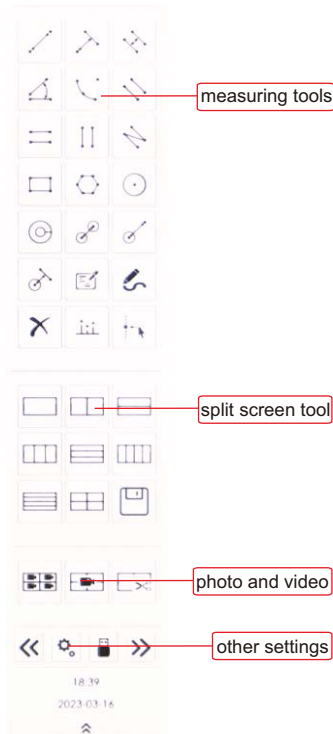 measuring tools
split screen tool
photo and video
other settings
18:39
2023-03-16